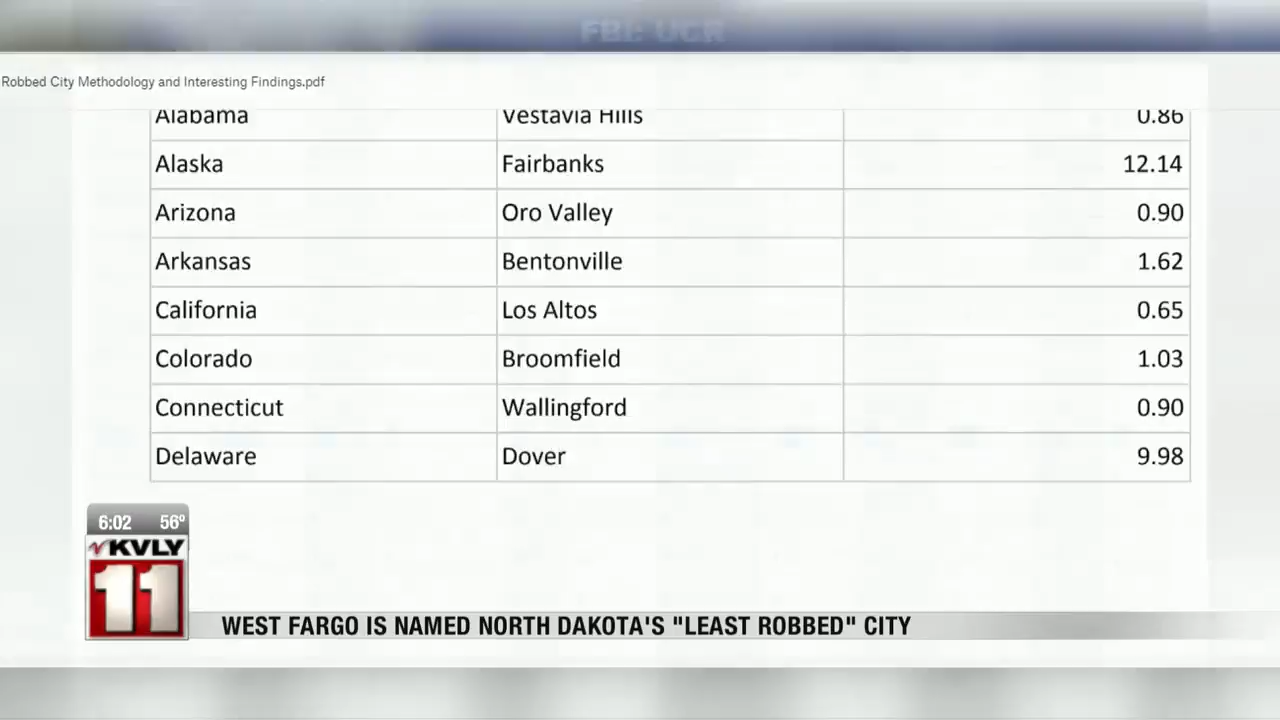 FBI: UCR
Robbed City Methodology and Interesting Findings.pdf
Alabama Vestavia Hills 0.86
Alaska Fairbanks 12.14
Arizona Oro Valley 0.90
Arkansas Bentonville 1.62
California Los Altos 0.65
Colorado Broomfield 1.03
Connecticut Wallingford 0.90
Delaware Dover 9.98
6:02 56°
KVLY
11
WEST FARGO IS NAMED NORTH DAKOTA'S "LEAST ROBBED" CITY